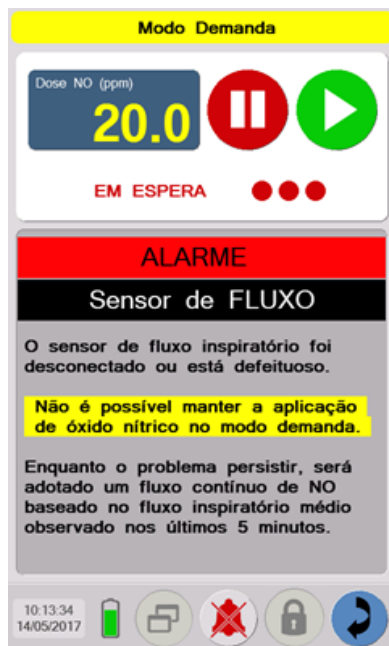 Modo Demanda
Dose NO (ppm)
20.0
EM ESPERA
ALARME
Sensor de FLUXO
O sensor de fluxo inspiratório foi
desconectado ou está defeituoso.
Não é possível manter a aplicação
de óxido nítrico no modo demanda.
Enquanto o problema persistir, será
adotado um fluxo contínuo de NO
baseado no fluxo inspiratório médio
observado nos últimos 5 minutos.
10:13:34
14/05/2017